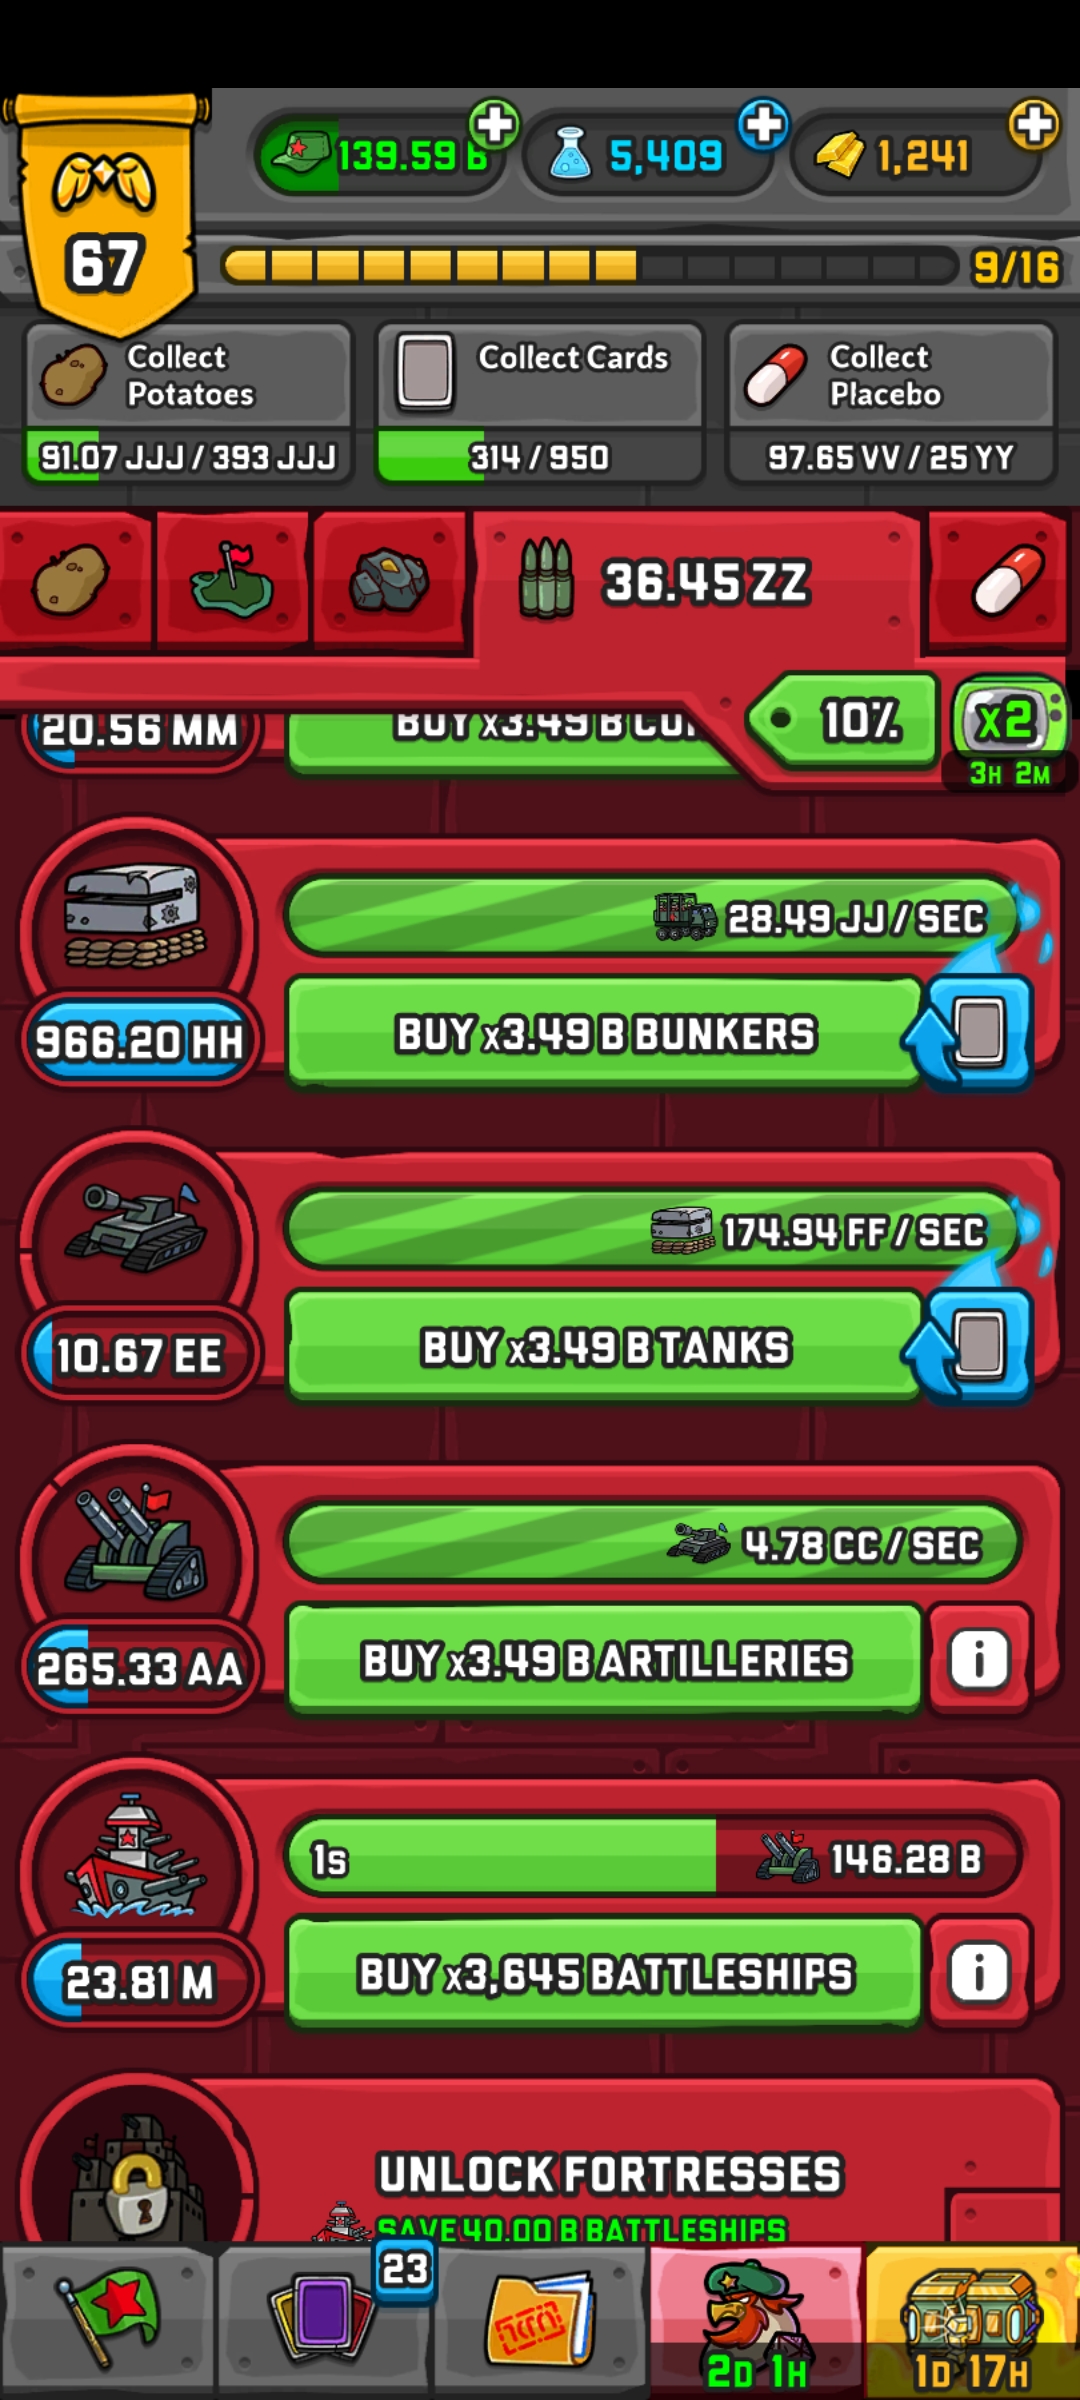 139.59 B
5,409
1,241
67
9/16
Collect
Potatoes
91.07 JJJ / 393 JJJ
Collect Cards
314 / 950
Collect
Placebo
97.65 VV / 25 YY
36.45 ZZ
10%
x2
3H 2M
20.56 MM
BUY x3.49 B
28.49 JJ / SEC
966.20 HH
BUY x3.49 B BUNKERS
174.94 FF / SEC
10.67 EE
BUY x3.49 B TANKS
4.78 CC / SEC
265.33 AA
BUY x3.49 B ARTILLERIES
i
1s
146.28 B
23.81 M
BUY x3,645 BATTLESHIPS
i
UNLOCK FORTRESSES
SAVE 40.00 B BATTLESHIPS
23
2D 1H
1D 17H